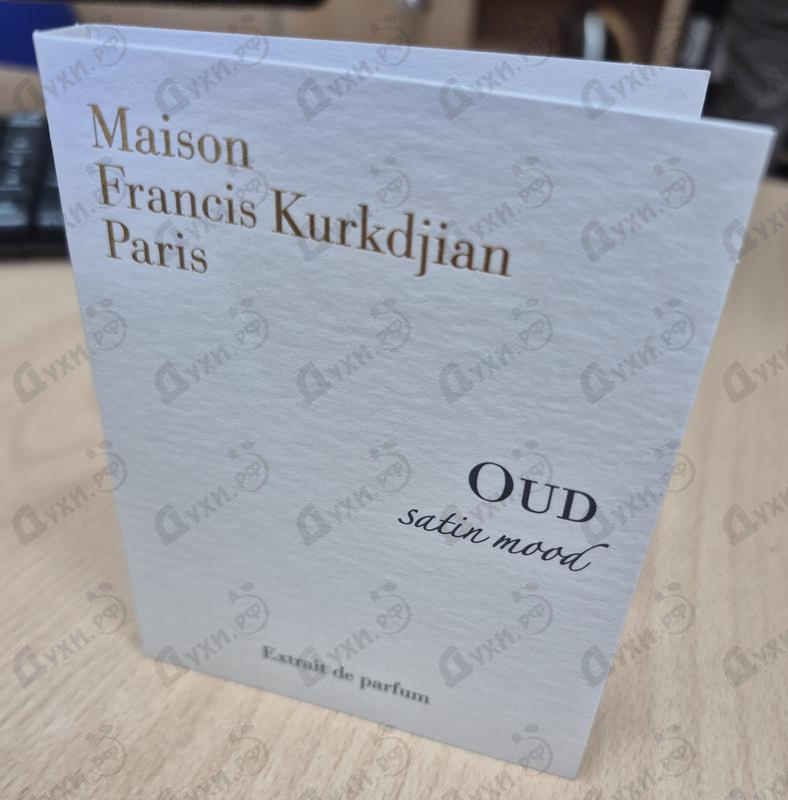 Maison
Francis Kurkdjian
Paris
OUD
satin mood
Extrait de parfum
Духи.рф